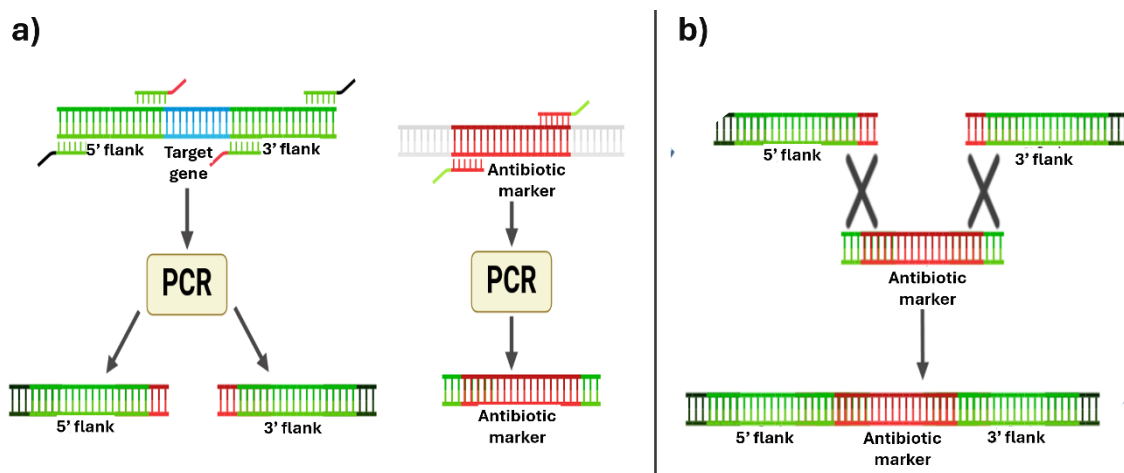 a)
5' flank
Target
gene
3' flank
Antibiotic
marker
PCR
PCR
5' flank
3' flank
Antibiotic
marker
b)
5' flank
3' flank
Antibiotic
marker
5' flank
Antibiotic
marker
3' flank